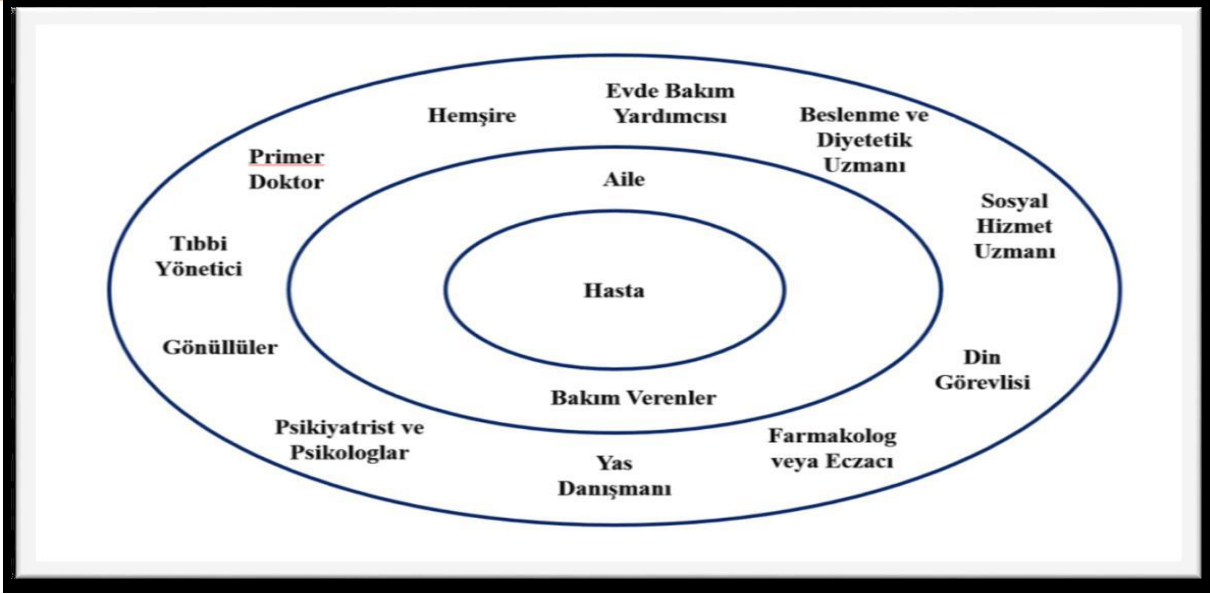 Evde Bakım
Yardımcısı
Hemşire
Beslenme ve
Diyetetik
Uzmanı
Primer
Doktor
Aile
Sosyal
Hizmet
Uzmanı
Tıbbi
Yönetici
Hasta
Gönüllüler
Din
Görevlisi
Bakım Verenler
Psikiyatrist ve
Psikologlar
Farmakolog
veya Eczacı
Yas
Danışmanı